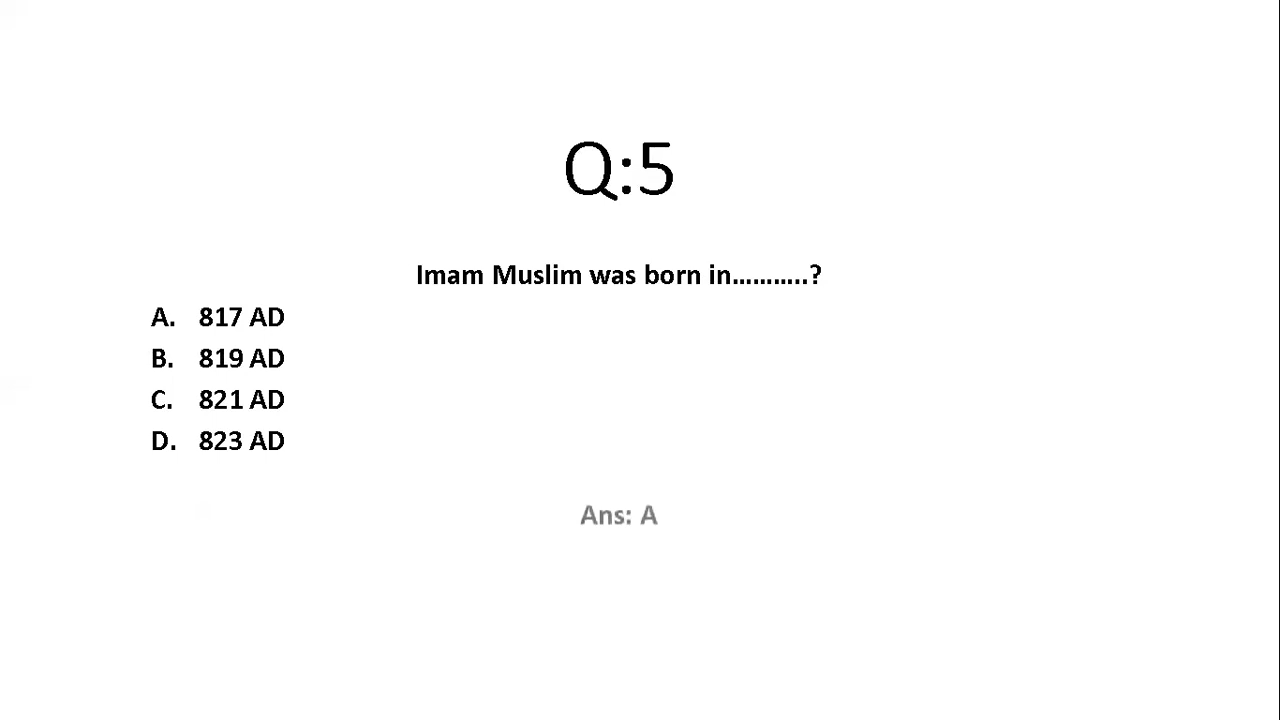 Q:5
Imam Muslim was born in………..?
A. 817 AD
B. 819 AD
C. 821 AD
D. 823 AD
Ans: A